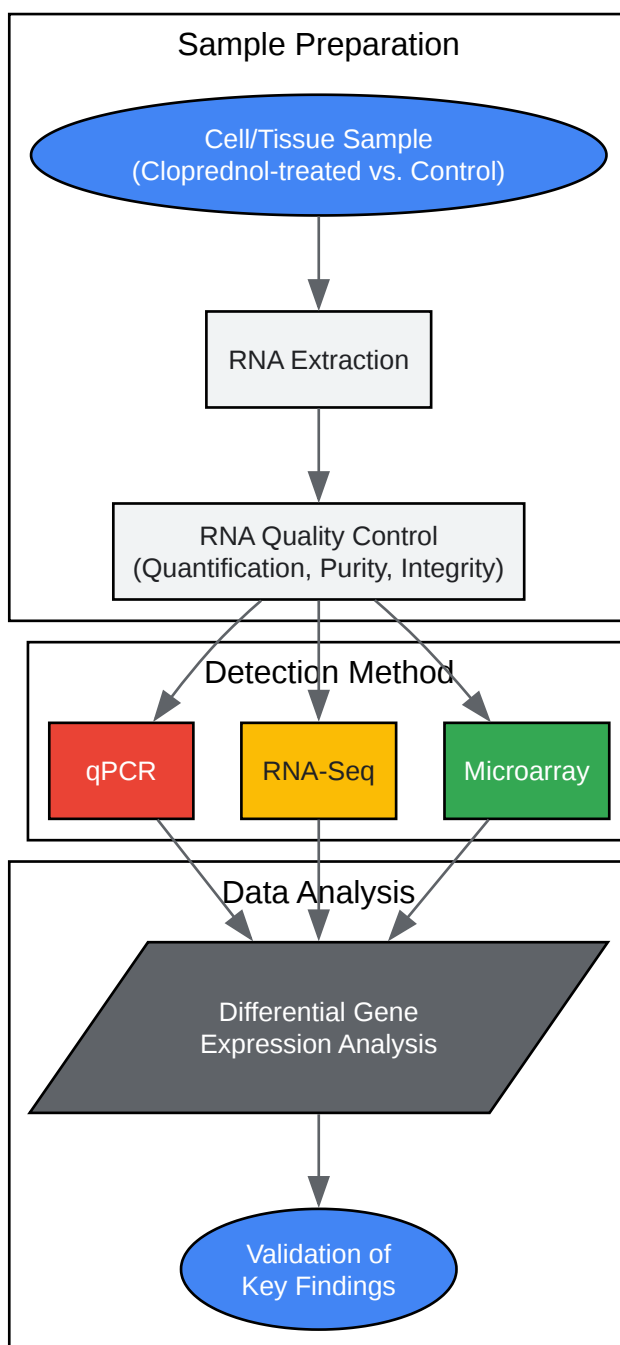 Sample Preparation
Cell/Tissue Sample
(Cloprednol-treated vs. Control)
RNA Extraction
RNA Quality Control
(Quantification, Purity, Integrity)
Detection Method
qPCR
RNA-Seq
Microarray
Data Analysis
Differential Gene
Expression Analysis
Validation of
Key Findings